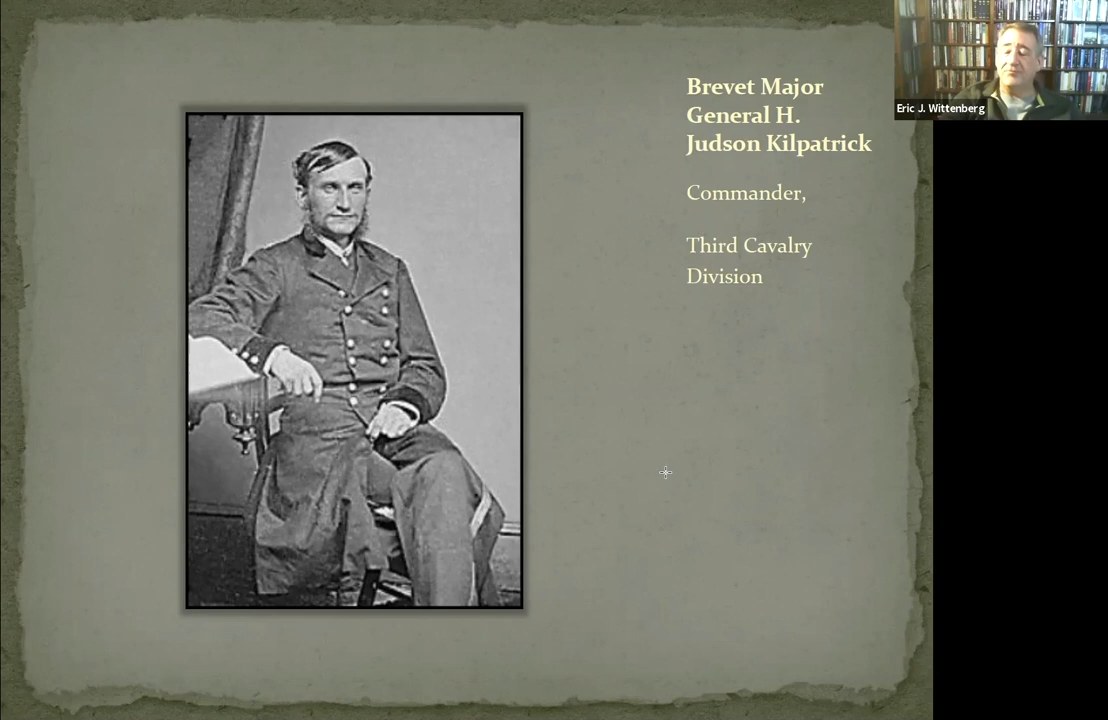 Brevet Major
General H.
Judson Kilpatrick
Commander,
Third Cavalry
Division
Eric J. Wittenberg